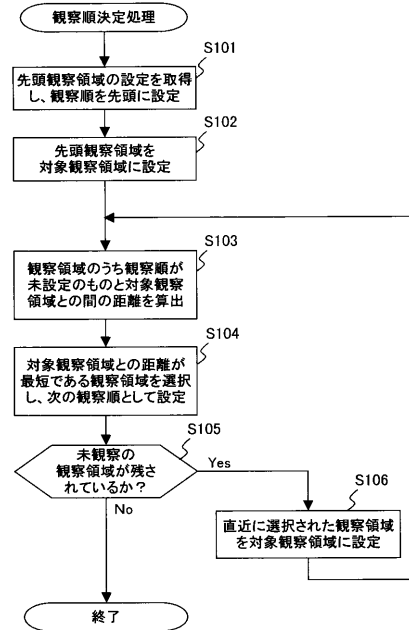 観察順決定処理
S101
先頭観察領域の設定を取得
し、観察順を先頭に設定
S102
先頭観察領域を
対象観察領域に設定
S103
観察領域のうち観察順が
未設定のものと対象観察
領域との間の距離を算出
S104
対象観察領域との距離が
最短である観察領域を選択
し、次の観察順として設定
S105
未観察の
観察領域が残さ
れているか？
Yes
No
S106
直近に選択された観察領域
を対象観察領域に設定
終了